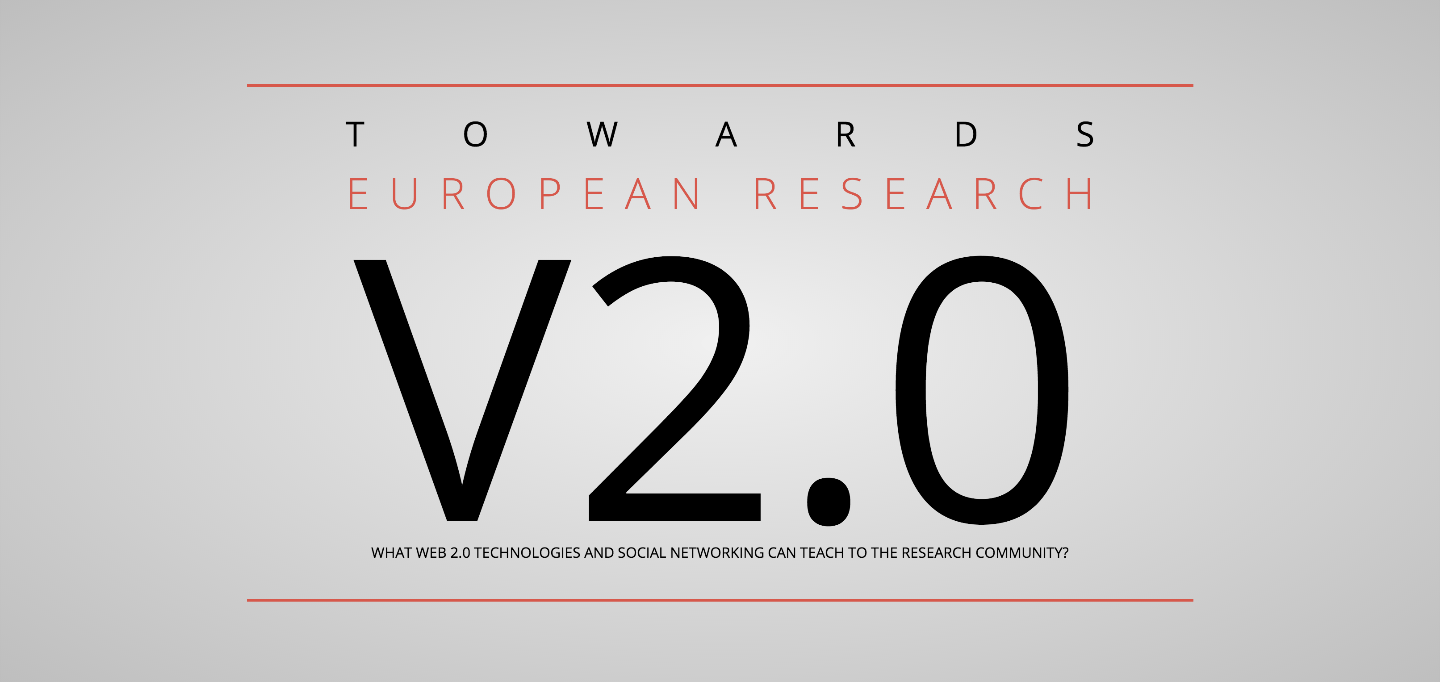 TOWARDS
EUROPEAN RESEARCH
V2.0
WHAT WEB 2.0 TECHNOLOGIES AND SOCIAL NETWORKING CAN TEACH TO THE RESEARCH COMMUNITY?